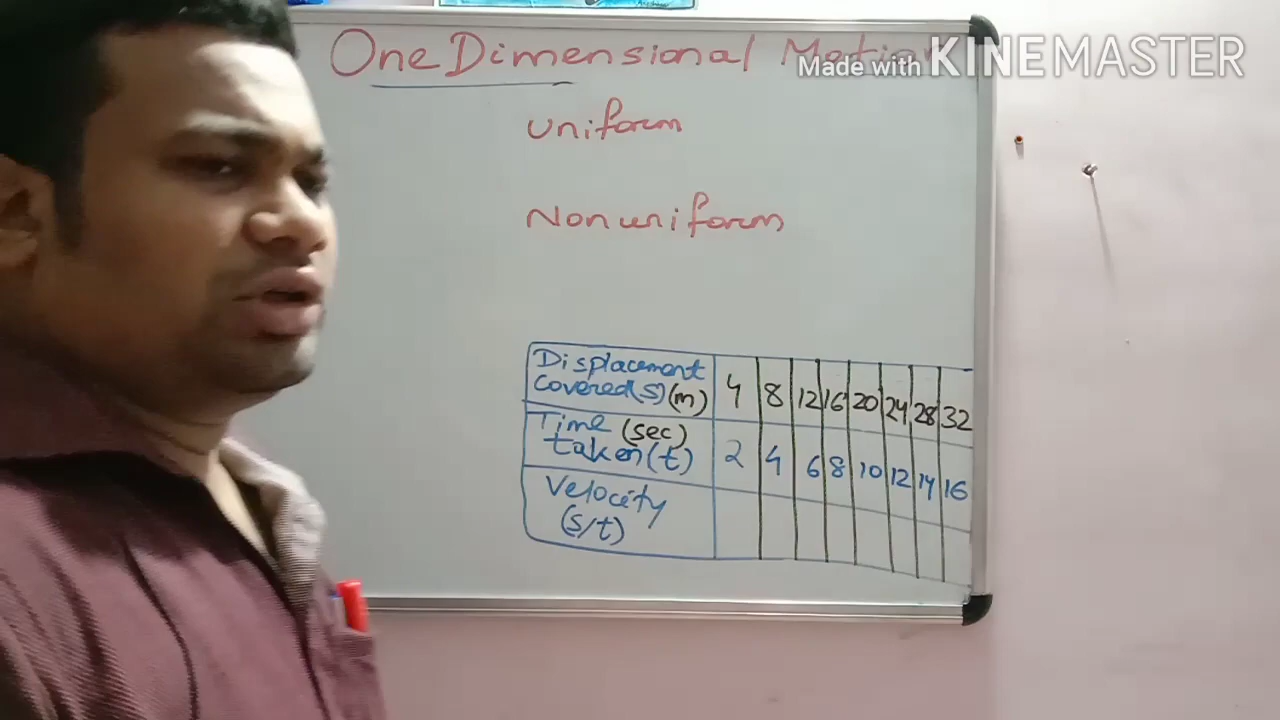 One Dimensional Motion
Made with KINEMASTER
Uniform
Nonuniform
Displacement
covered(s)(m) 4 8 12 16 20 24 28 32
Time (sec)
taken(t) 2 4 6 8 10 12 14 16
Velocity
(s/t)